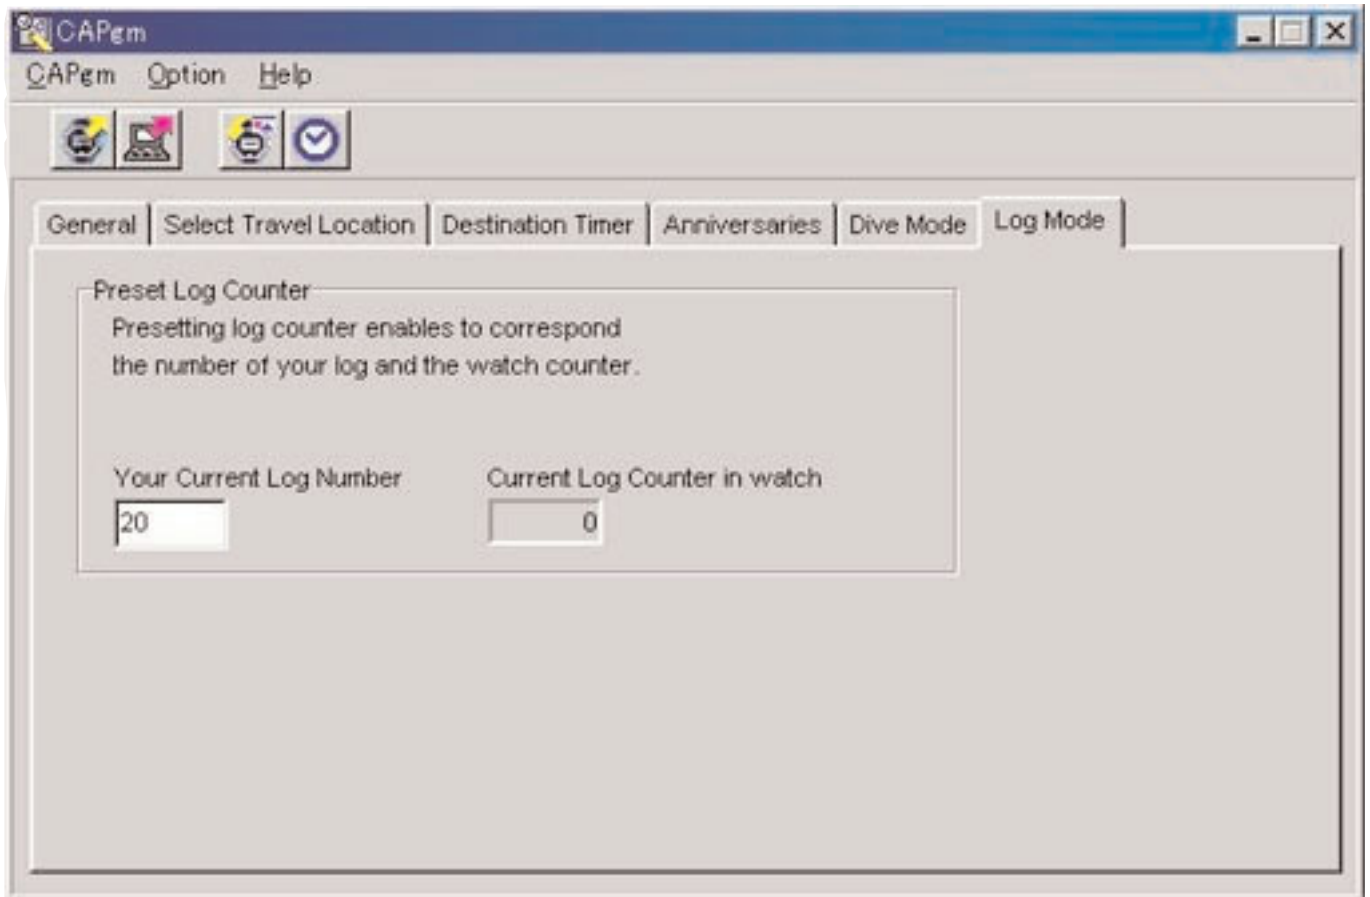 CAPgm
CAPgm Option Help
General Select Travel Location Destination Timer Anniversaries Dive Mode Log Mode
Preset Log Counter
Presetting log counter enables to correspond
the number of your log and the watch counter.
Your Current Log Number Current Log Counter in watch
20 0